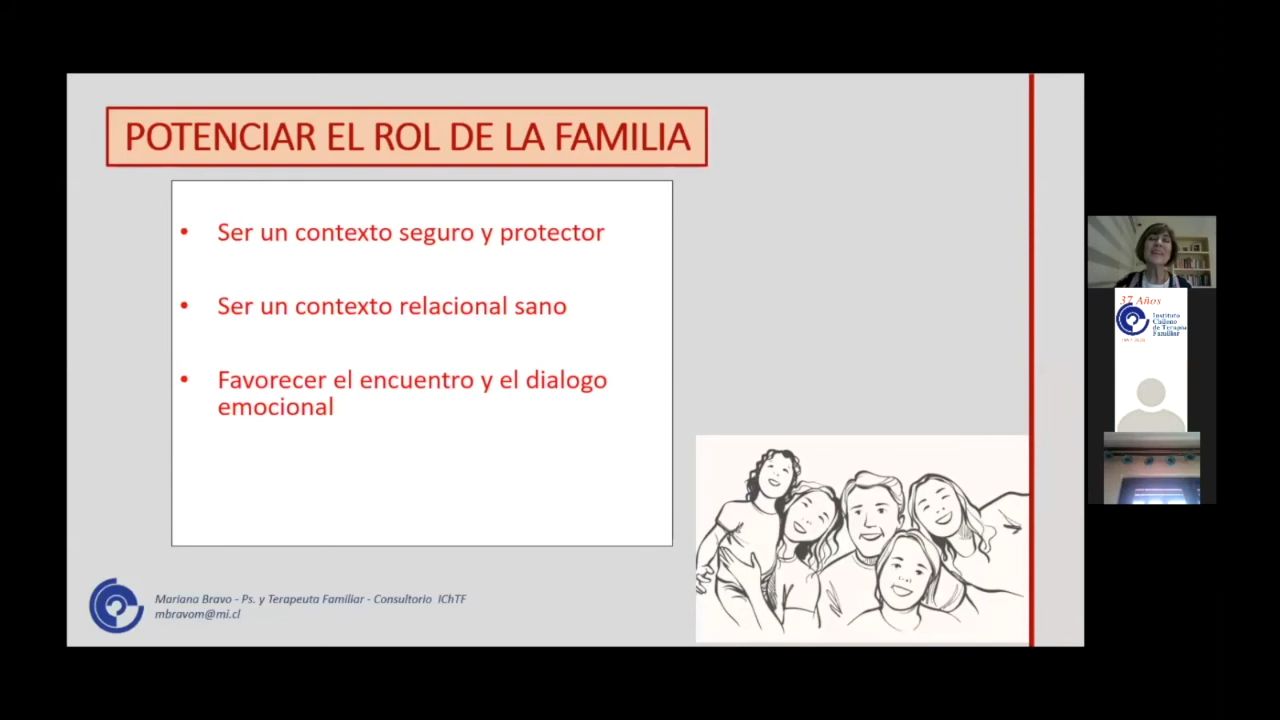 POTENCIAR EL ROL DE LA FAMILIA
• Ser un contexto seguro y protector
• Ser un contexto relacional sano
• Favorecer el encuentro y el dialogo
emocional
Mariana Bravo - Ps. y Terapeuta Familiar - Consultorio IChTF
mbravom@mi.cl
37 Años
Instituto
Chileno
de Terapia
Familiar